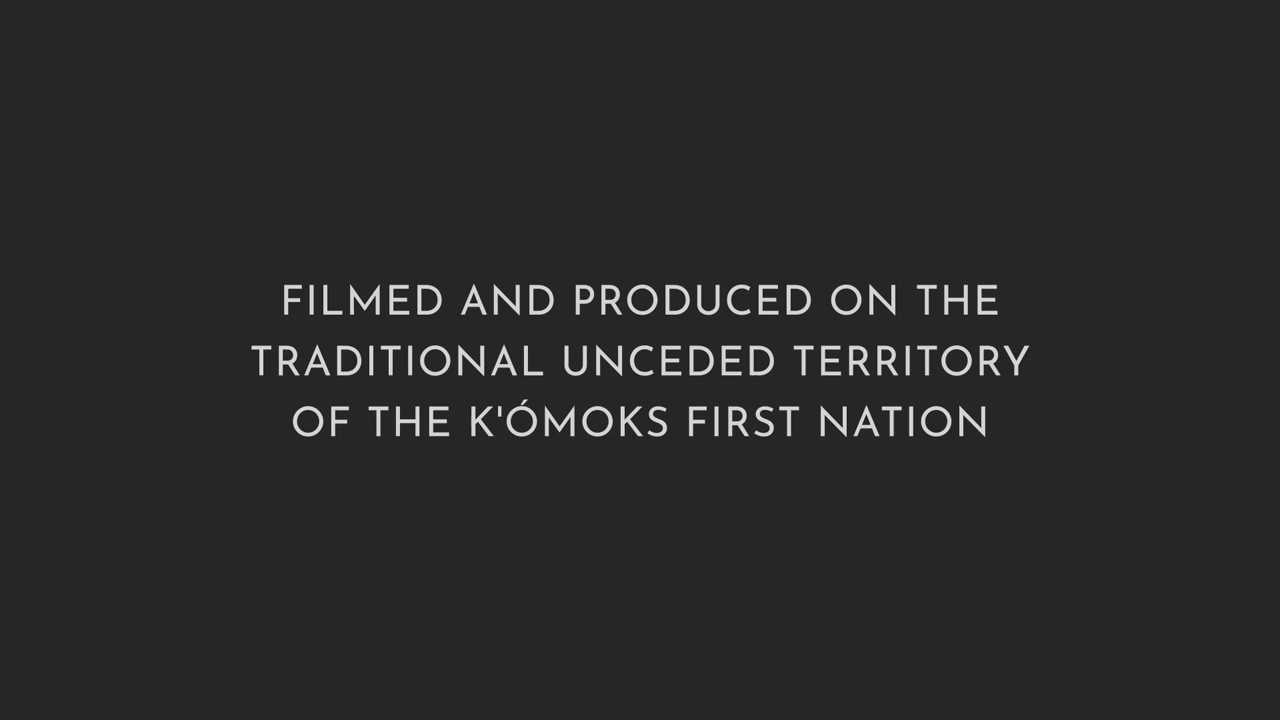 FILMED AND PRODUCED ON THE
TRADITIONAL UNCEDED TERRITORY
OF THE K'ÓMOKS FIRST NATION